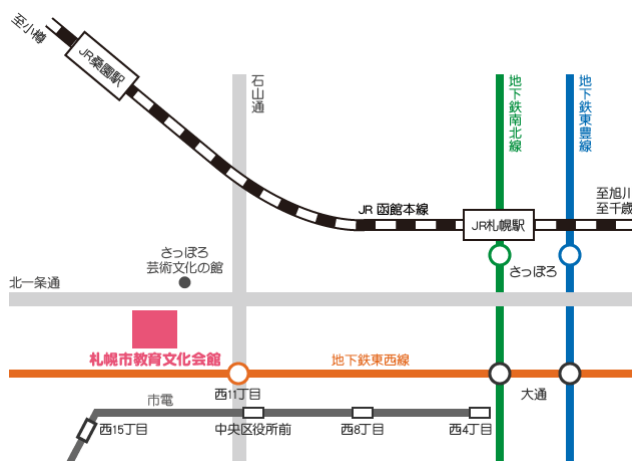 至小樽
JR桑園駅
石山通
地下鉄南北線
地下鉄東豊線
至旭川
至千歳
JR 函館本線
JR札幌駅
さっぽろ
芸術文化の館
さっぽろ
北一条通
札幌市教育文化会館
地下鉄東西線
西11丁目
大通
市電
西15丁目
中央区役所前
西8丁目
西4丁目